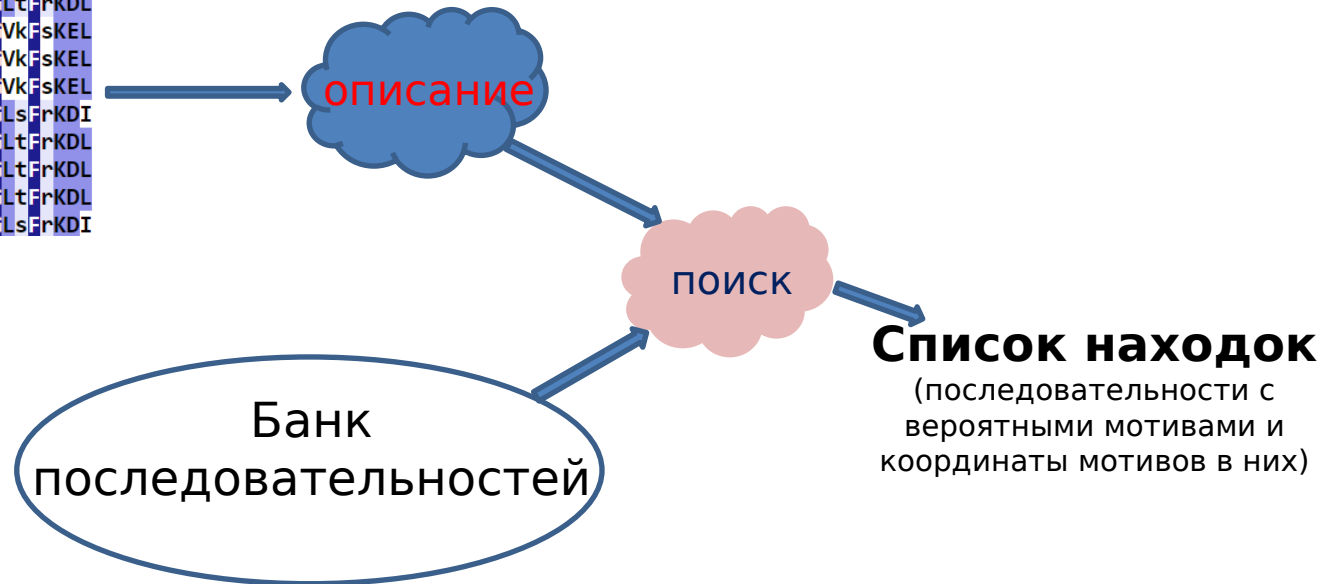 LtFrKDL
VkFsKEL
VkFsKEL
VkFsKEL
LsFrKDI
LtFrKDL
LtFrKDL
LtFrKDL
LsFrKDI
описание
поиск
Список находок
(последовательности с
вероятными мотивами и
координаты мотивов в них)
Банк
последовательностей